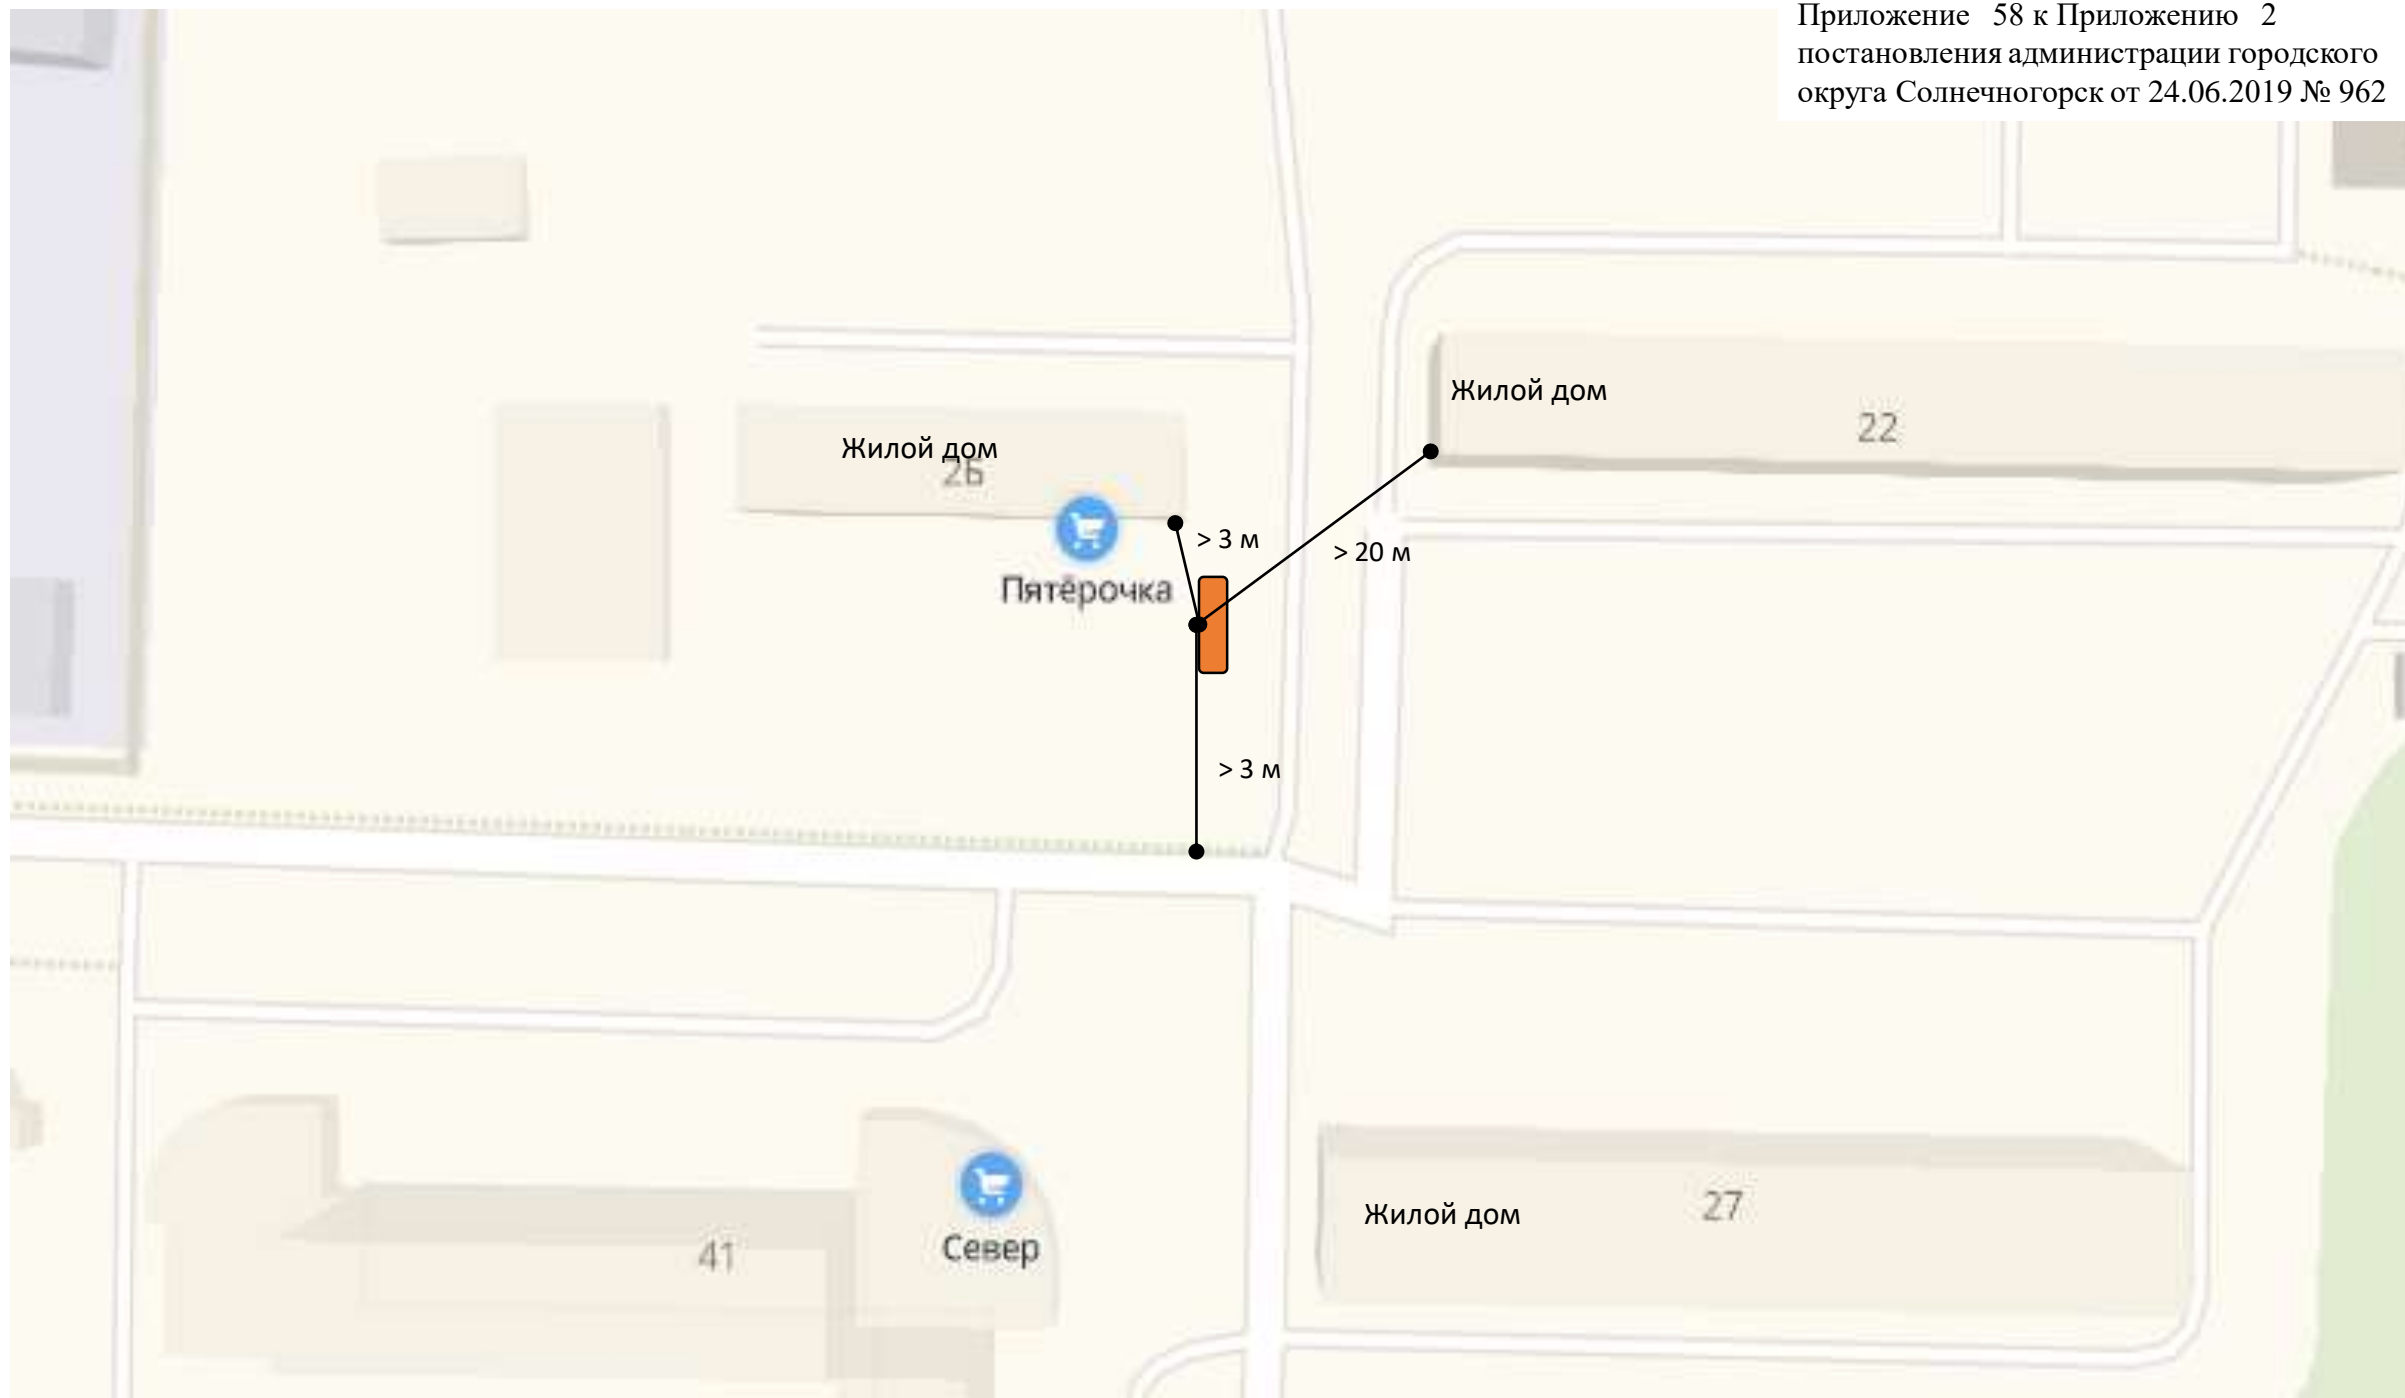 Приложение 58 к Приложению 2
постановления администрации городского
округа Солнечногорск от 24.06.2019 № 962
Жилой дом
22
Жилой дом
2Б
> 3 м
> 20 м
Пятёрочка
> 3 м
Жилой дом
27
Север
41